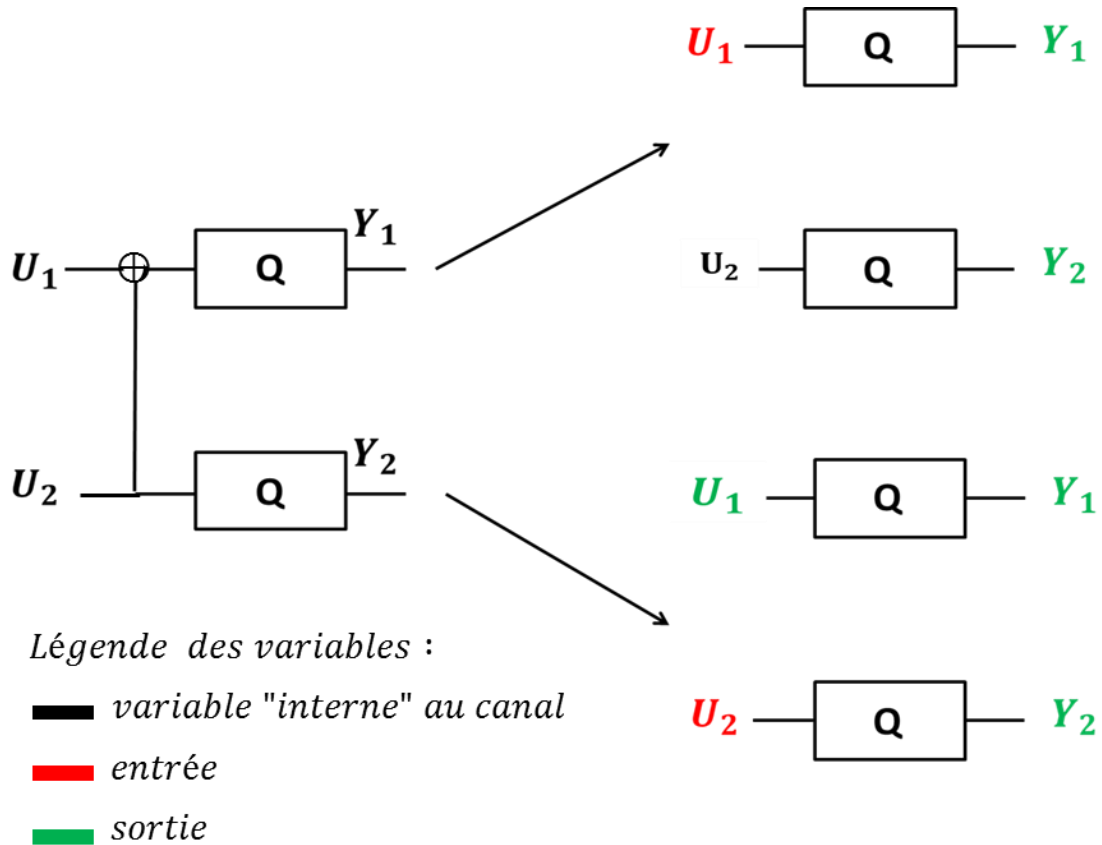 U₁ Q Y₁
Y₁
U₁ Q
U₂ Q Y₂
Y₂
U₂ Q
U₁ Q Y₁
U₂ Q Y₂
Légende des variables :
variable "interne" au canal
entrée
sortie